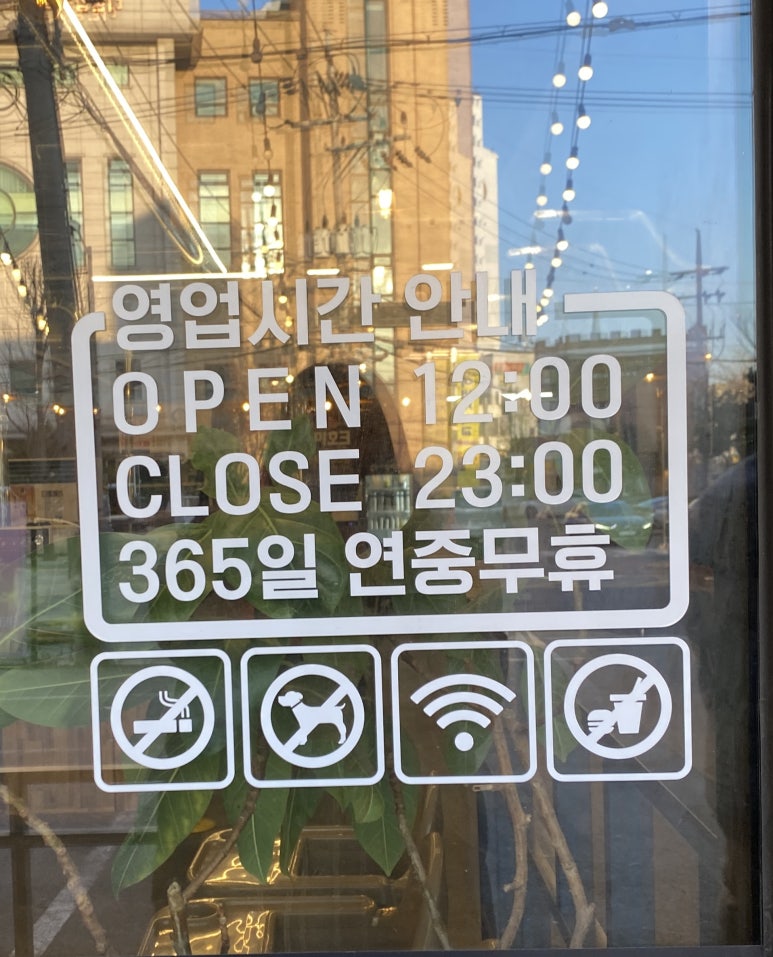 영업시간 안내
OPEN 12:00
CLOSE 23:00
365일 연중무휴